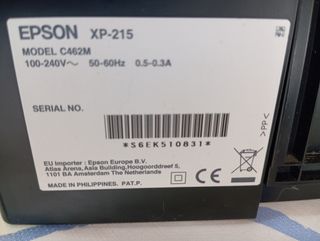 EPSON XP-215
MODEL C462M
100-240V～ 50-60Hz 0.5-0.3A
SERIAL NO.
*S6EK510831*
EU Importer : Epson Europe B.V.
Atlas Arena, Asia Building, Hoogoorddreef 5,
1101 BA Amsterdam The Netherlands
MADE IN PHILIPPINES. PAT.P.
>PP<